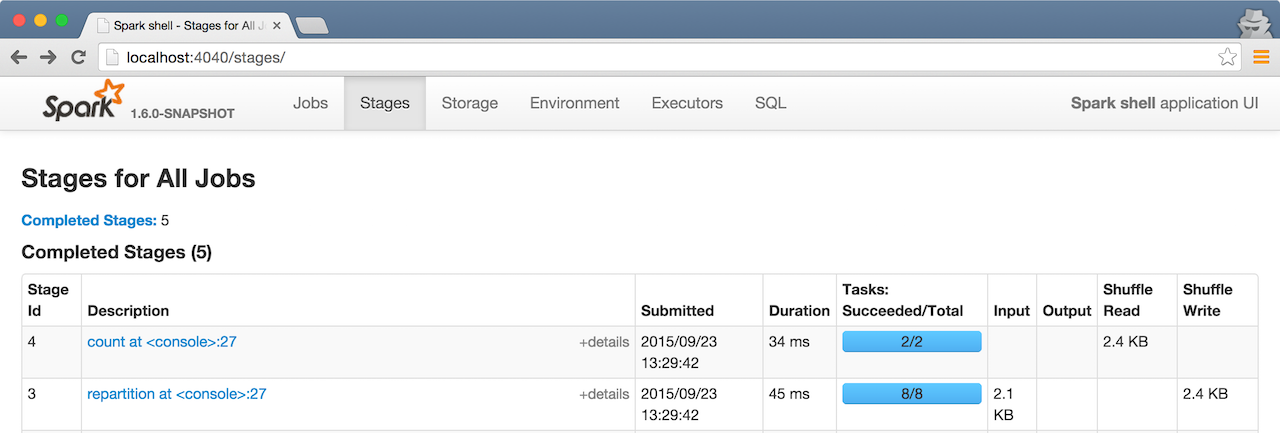 Spark shell - Stages for All J
localhost:4040/stages/
Spark 1.6.0-SNAPSHOT Jobs Stages Storage Environment Executors SQL Spark shell application UI
Stages for All Jobs
Completed Stages: 5
Completed Stages (5)
Stage Id Description Submitted Duration Tasks: Succeeded/Total Input Output Shuffle Read Shuffle Write
4 count at <console>:27 +details 2015/09/23 13:29:42 34 ms 2/2 2.4 KB
3 repartition at <console>:27 +details 2015/09/23 13:29:42 45 ms 8/8 2.1 KB 2.4 KB